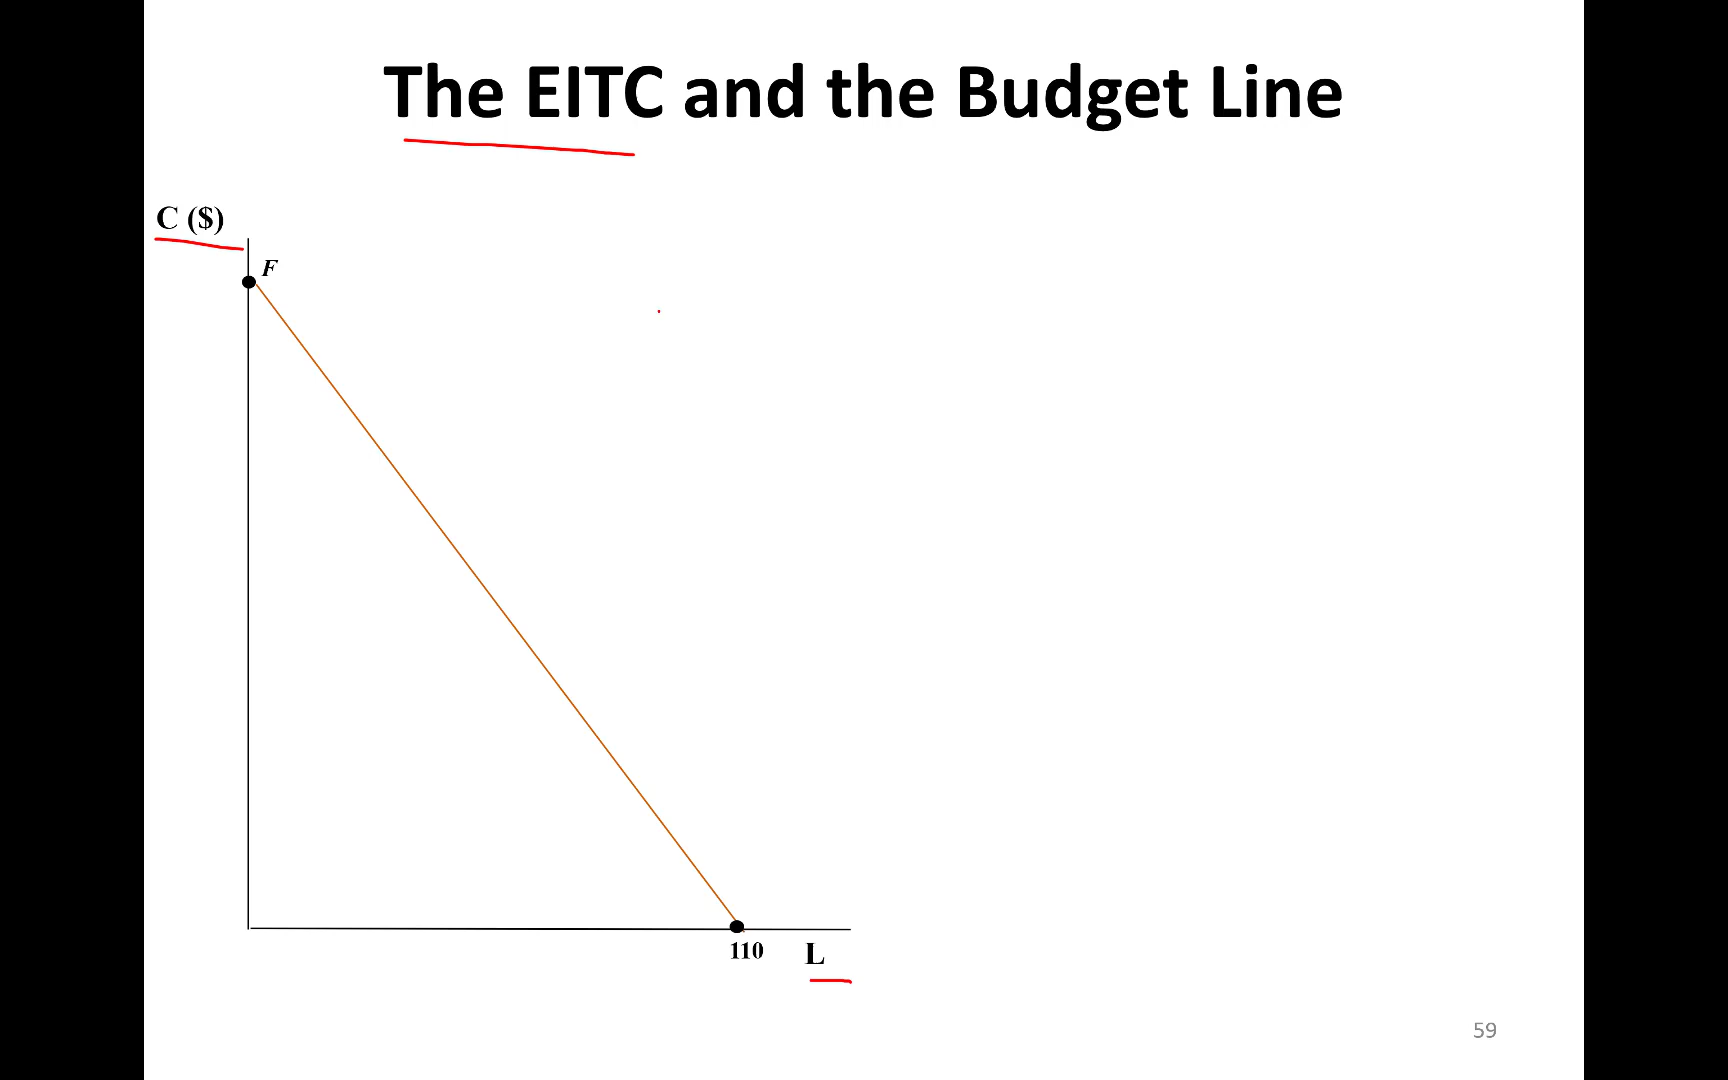 The EITC and the Budget Line
C ($)
F
110
L
59